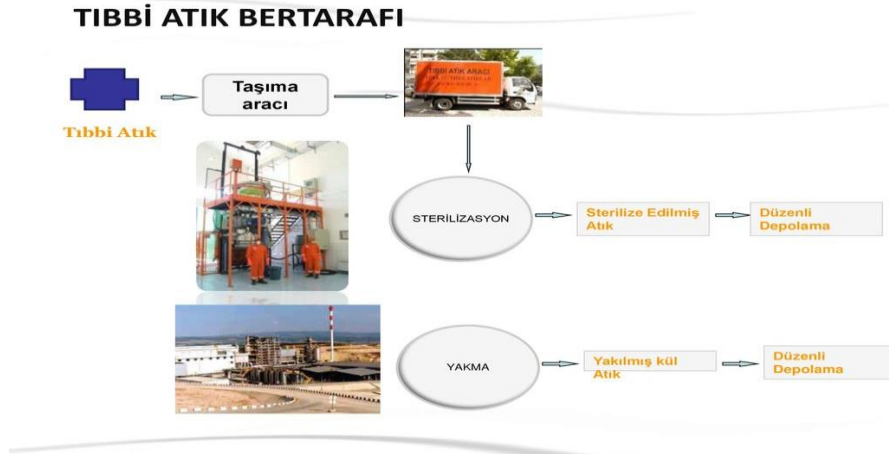 TIBBİ ATIK BERTARAFI
Tıbbi Atık
Taşıma
aracı
TIBBİ ATIK ARACI
STERİLİZASYON
Sterilize Edilmiş
Atık
Düzenli
Depolama
YAKMA
Yakılmış kül
Atık
Düzenli
Depolama